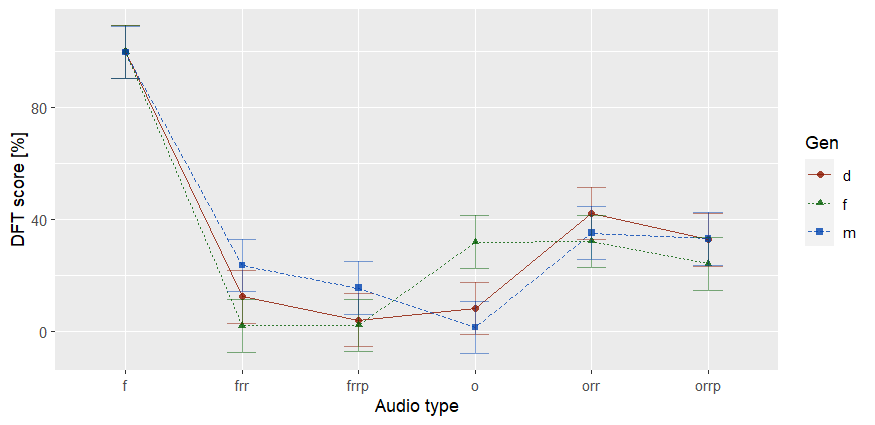 DFT score [%]
80
40
0
f frr frrp o orr orrp
Audio type
Gen
d
f
m